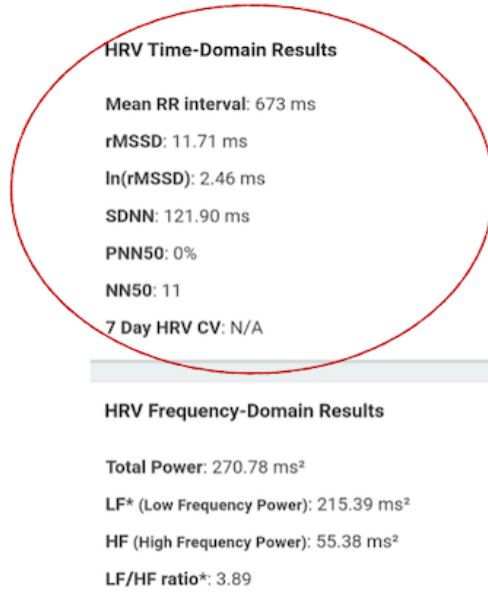 HRV Time-Domain Results
Mean RR interval: 673 ms
rMSSD: 11.71 ms
ln(rMSSD): 2.46 ms
SDNN: 121.90 ms
PNN50: 0%
NN50: 11
7 Day HRV CV: N/A
HRV Frequency-Domain Results
Total Power: 270.78 ms²
LF* (Low Frequency Power): 215.39 ms²
HF (High Frequency Power): 55.38 ms²
LF/HF ratio*: 3.89